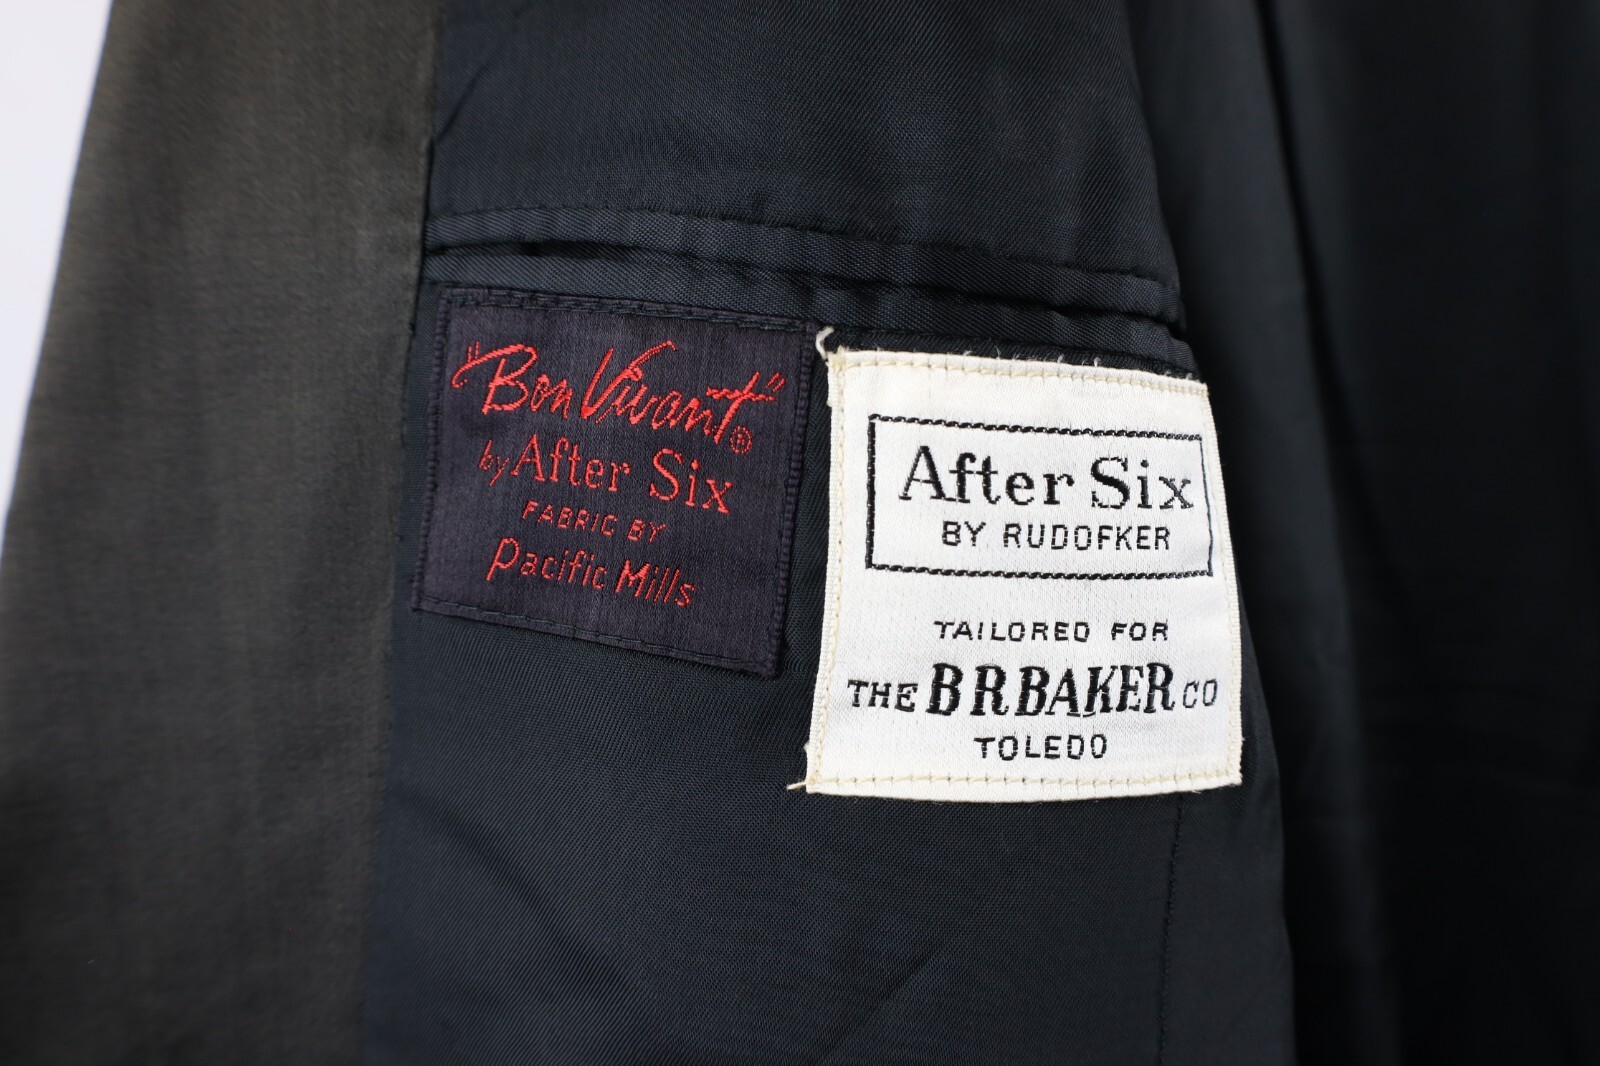 "Bon Vivant"®
by After Six
FABRIC BY
Pacific Mills
After Six
BY RUDOFKER
TAILORED FOR
THE B R BAKER CO
TOLEDO